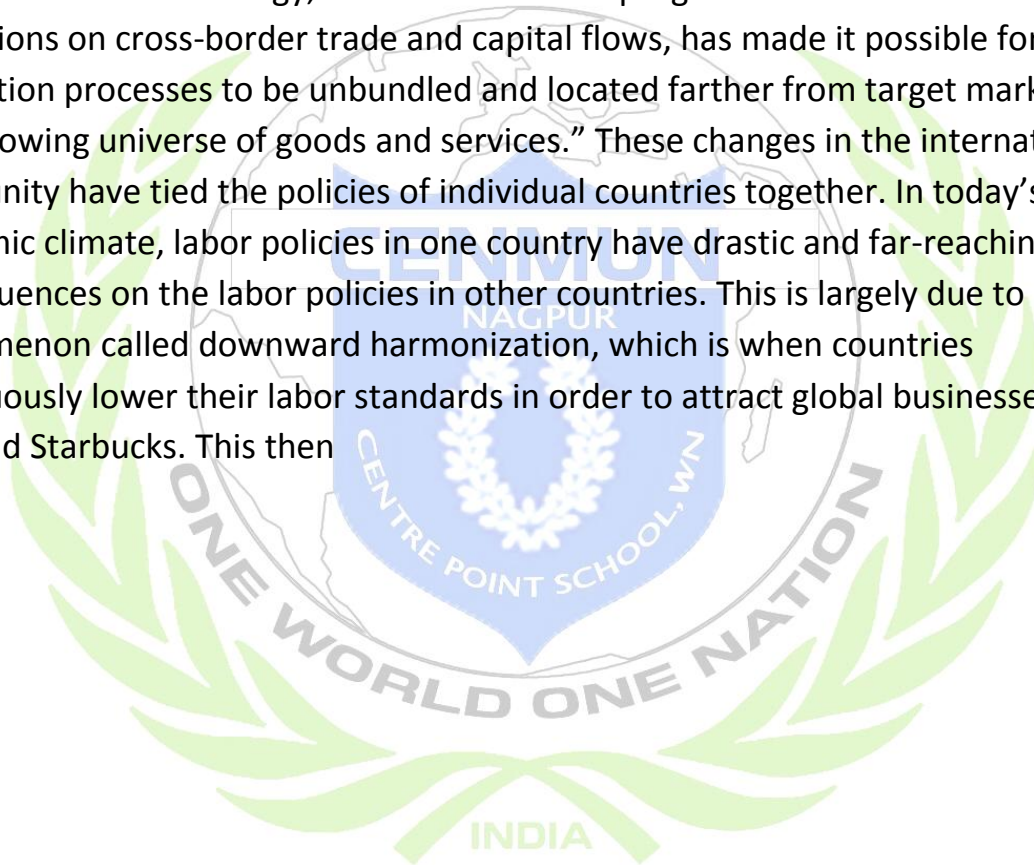 ions on cross-border trade and capital flows, has made it possible for
tion processes to be unbundled and located farther from target mark
owing universe of goods and services.” These changes in the internat
nity have tied the policies of individual countries together. In today’s
nic climate, labor policies in one country have drastic and far-reachin
uences on the labor policies in other countries. This is largely due to
menon called downward harmonization, which is when countries
uously lower their labor standards in order to attract global businesse
nd Starbucks. This then
CENMUN
NAGPUR
CENTRE POINT SCHOOL, WN
ONE WORLD ONE NATION
INDIA